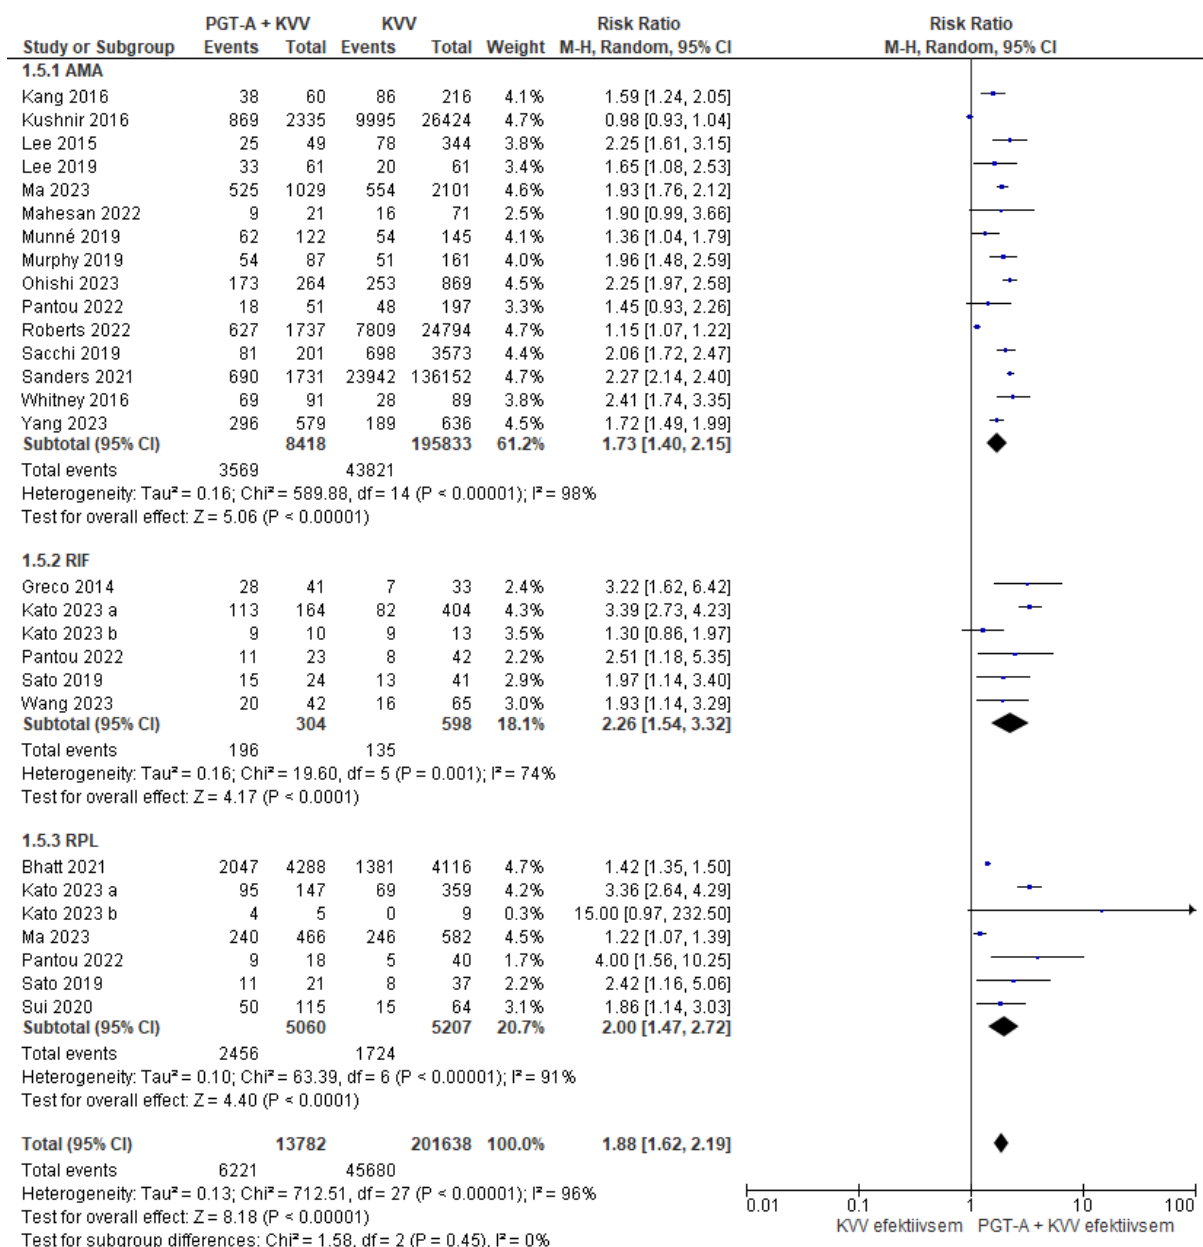 PGT-A + KVV KVV Risk Ratio Risk Ratio
Study or Subgroup Events Total Events Total Weight M-H, Random, 95% CI M-H, Random, 95% CI
1.5.1 AMA
Kang 2016 38 60 86 216 4.1% 1.59 [1.24, 2.05]
Kushnir 2016 869 2335 9995 26424 4.7% 0.98 [0.93, 1.04]
Lee 2015 25 49 78 344 3.8% 2.25 [1.61, 3.15]
Lee 2019 33 61 20 61 3.4% 1.65 [1.08, 2.53]
Ma 2023 525 1029 554 2101 4.6% 1.93 [1.76, 2.12]
Mahesan 2022 9 21 16 71 2.5% 1.90 [0.99, 3.66]
Munné 2019 62 122 54 145 4.1% 1.36 [1.04, 1.79]
Murphy 2019 54 87 51 161 4.0% 1.96 [1.48, 2.59]
Ohishi 2023 173 264 253 869 4.5% 2.25 [1.97, 2.58]
Pantou 2022 18 51 48 197 3.3% 1.45 [0.93, 2.26]
Roberts 2022 627 1737 7809 24794 4.7% 1.15 [1.07, 1.22]
Sacchi 2019 81 201 698 3573 4.4% 2.06 [1.72, 2.47]
Sanders 2021 690 1731 23942 136152 4.7% 2.27 [2.14, 2.40]
Whitney 2016 69 91 28 89 3.8% 2.41 [1.74, 3.35]
Yang 2023 296 579 189 636 4.5% 1.72 [1.49, 1.99]
Subtotal (95% CI) 8418 195833 61.2% 1.73 [1.40, 2.15]
Total events 3569 43821
Heterogeneity: Tau² = 0.16; Chi² = 589.88, df = 14 (P < 0.00001); I² = 98%
Test for overall effect: Z = 5.06 (P < 0.00001)
1.5.2 RIF
Greco 2014 28 41 7 33 2.4% 3.22 [1.62, 6.42]
Kato 2023 a 113 164 82 404 4.3% 3.39 [2.73, 4.23]
Kato 2023 b 9 10 9 13 3.5% 1.30 [0.86, 1.97]
Pantou 2022 11 23 8 42 2.2% 2.51 [1.18, 5.35]
Sato 2019 15 24 13 41 2.9% 1.97 [1.14, 3.40]
Wang 2023 20 42 16 65 3.0% 1.93 [1.14, 3.29]
Subtotal (95% CI) 304 598 18.1% 2.26 [1.54, 3.32]
Total events 196 135
Heterogeneity: Tau² = 0.16; Chi² = 19.60, df = 5 (P = 0.001); I² = 74%
Test for overall effect: Z = 4.17 (P < 0.0001)
1.5.3 RPL
Bhatt 2021 2047 4288 1381 4116 4.7% 1.42 [1.35, 1.50]
Kato 2023 a 95 147 69 359 4.2% 3.36 [2.64, 4.29]
Kato 2023 b 4 5 0 9 0.3% 15.00 [0.97, 232.50]
Ma 2023 240 466 246 582 4.5% 1.22 [1.07, 1.39]
Pantou 2022 9 18 5 40 1.7% 4.00 [1.56, 10.25]
Sato 2019 11 21 8 37 2.2% 2.42 [1.16, 5.06]
Sui 2020 50 115 15 64 3.1% 1.86 [1.14, 3.03]
Subtotal (95% CI) 5060 5207 20.7% 2.00 [1.47, 2.72]
Total events 2456 1724
Heterogeneity: Tau² = 0.10; Chi² = 63.39, df = 6 (P < 0.00001); I² = 91%
Test for overall effect: Z = 4.40 (P < 0.0001)
Total (95% CI) 13782 201638 100.0% 1.88 [1.62, 2.19]
Total events 6221 45680
Heterogeneity: Tau² = 0.13; Chi² = 712.51, df = 27 (P < 0.00001); I² = 96%
Test for overall effect: Z = 8.18 (P < 0.00001)
Test for subgroup differences: Chi² = 1.58, df = 2 (P = 0.45), I² = 0%
0.01 0.1 1 10 100
KVV efektiivsem PGT-A + KVV efektiivsem